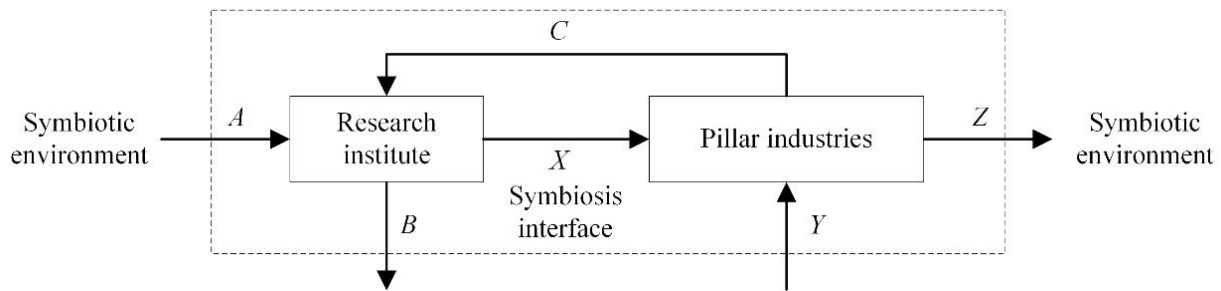 C
Symbiotic
environment
A
Research
institute
X
Symbiosis
interface
B
Pillar industries
Y
Z
Symbiotic
environment